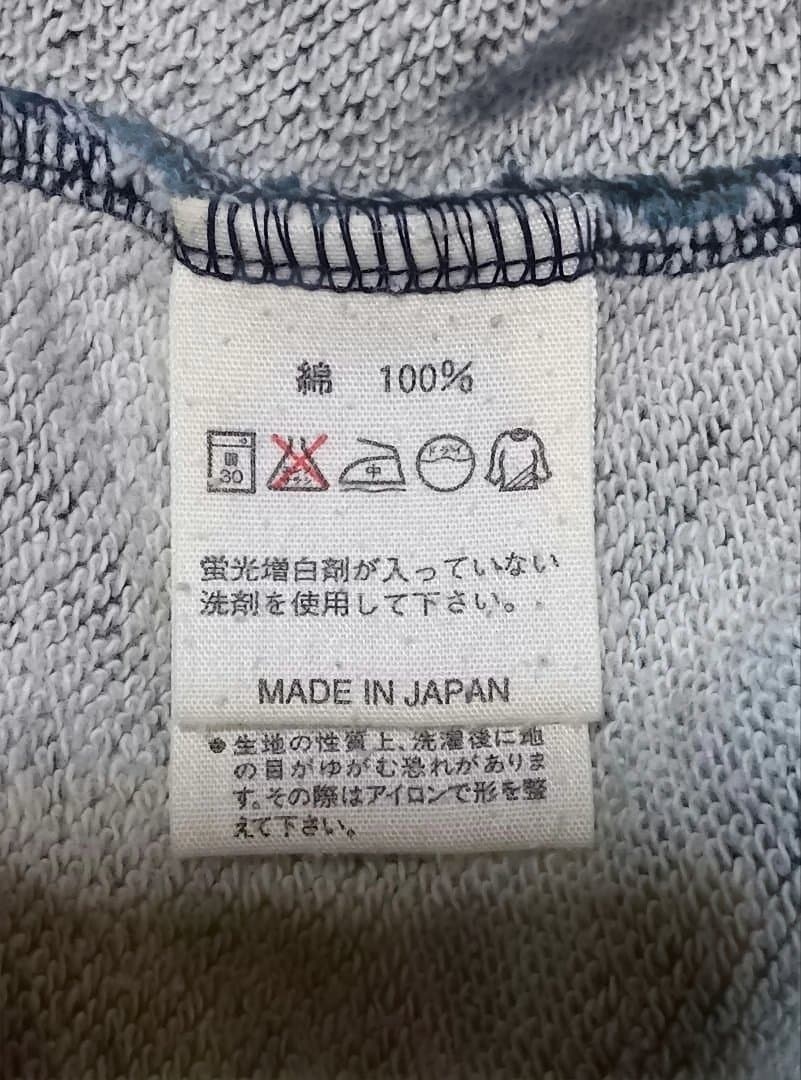 綿 100%
30
中
ドライ
蛍光増白剤が入っていない
洗剤を使用して下さい。
MADE IN JAPAN
●生地の性質上、洗濯後に地
の目がゆがむ恐れがありま
す。その際はアイロンで形を整
えて下さい。